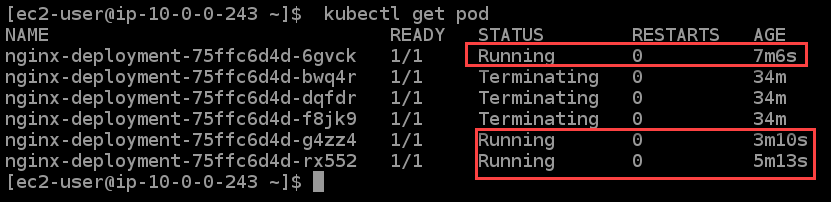 [ec2-user@ip-10-0-0-243 ~]$  kubectl get pod
NAME                                READY   STATUS        RESTARTS   AGE
nginx-deployment-75ffc6d4d-6gvck   1/1     Running       0          7m6s
nginx-deployment-75ffc6d4d-bwq4r   1/1     Terminating   0          34m
nginx-deployment-75ffc6d4d-dqfdr   1/1     Terminating   0          34m
nginx-deployment-75ffc6d4d-f8jk9   1/1     Terminating   0          34m
nginx-deployment-75ffc6d4d-g4zz4   1/1     Running       0          3m10s
nginx-deployment-75ffc6d4d-rx552   1/1     Running       0          5m13s
[ec2-user@ip-10-0-0-243 ~]$